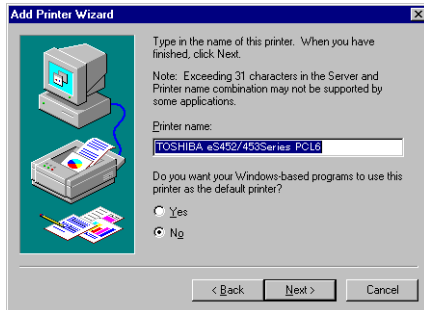 Add Printer Wizard
Type in the name of this printer. When you have
finished, click Next.
Note: Exceeding 31 characters in the Server and
Printer name combination may not be supported by
some applications.
Printer name:
TOSHIBA eS452/453Series PCL6
Do you want your Windows-based programs to use this
printer as the default printer?
Yes
No
< Back
Next >
Cancel